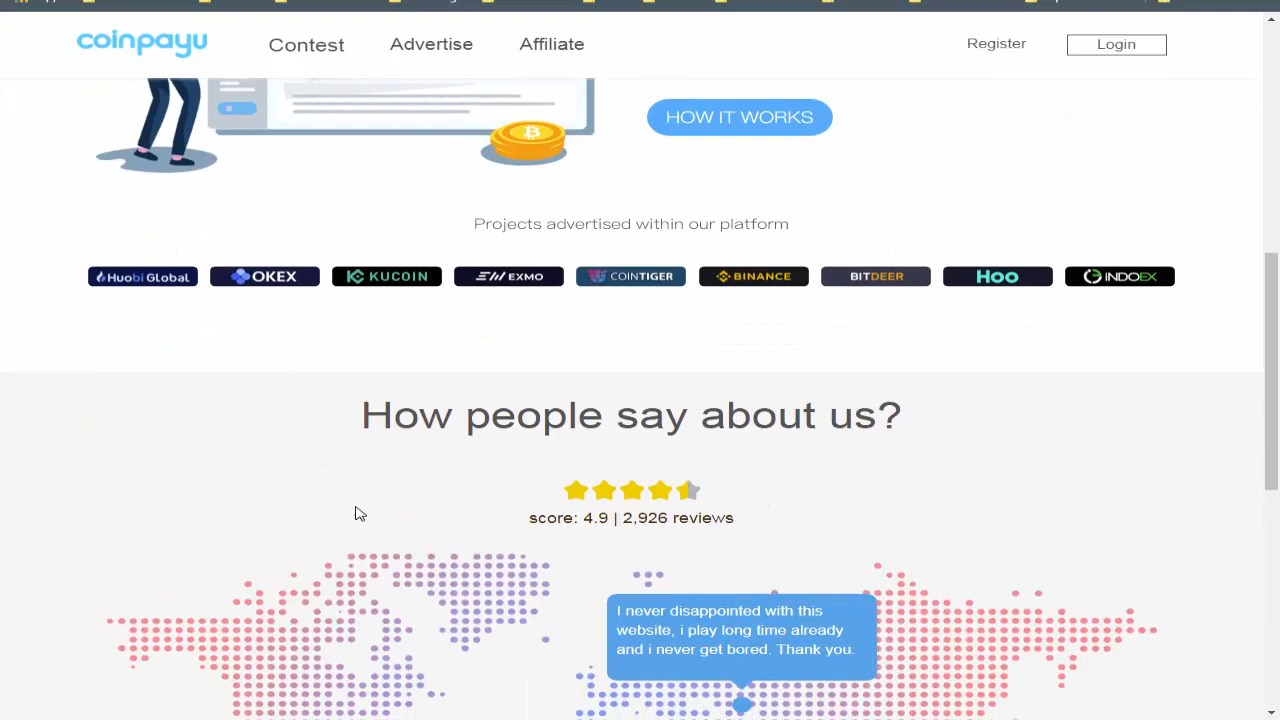 coinpayu
Contest
Advertise
Affiliate
Register
Login
HOW IT WORKS
Projects advertised within our platform
Huobi Global
OKEX
KUCOIN
EXMO
COINTIGER
BINANCE
BITDEER
Hoo
INDOEX
How people say about us?
score: 4.9 | 2,926 reviews
I never disappointed with this
website, i play long time already
and i never get bored. Thank you.